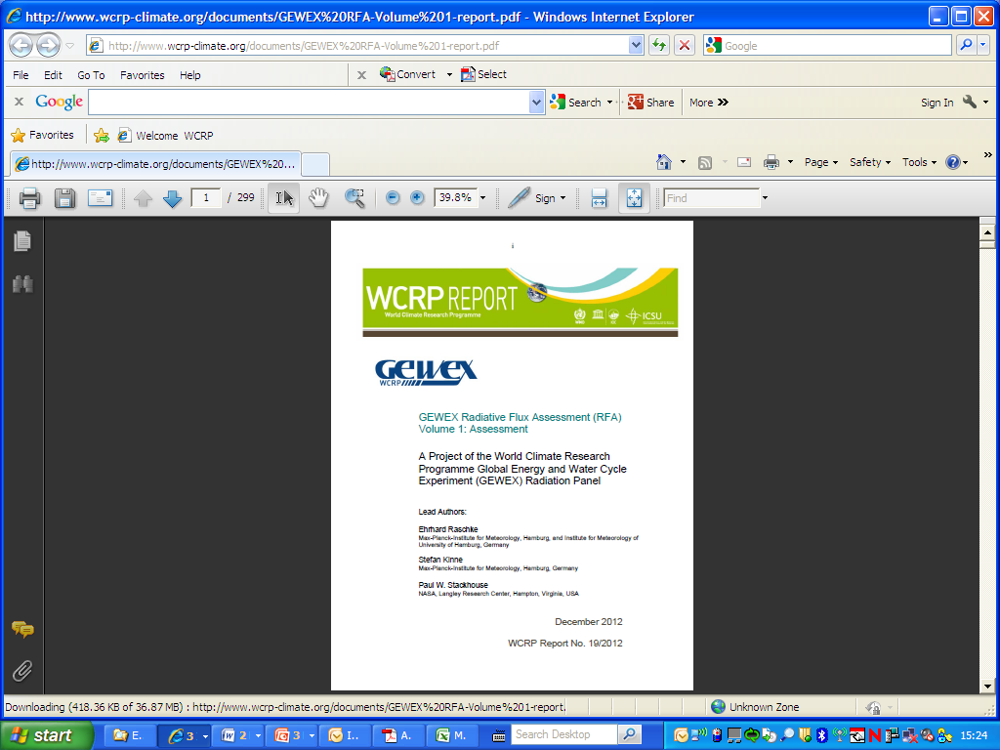 http://www.wcrp-climate.org/documents/GEWEX%20RFA-Volume%201-report.pdf - Windows Internet Explorer
http://www.wcrp-climate.org/documents/GEWEX%20RFA-Volume%201-report.pdf
Google
File Edit Go To Favorites Help
x Convert Select
x Google Search Share More » Sign In
Favorites Welcome WCRP
http://www.wcrp-climate.org/documents/GEWEX%20... Page Safety Tools
1 / 299 39.8% Sign Find
i
WCRP REPORT
World Climate Research Programme
WMO ICSU
GEWEX
WCRP
GEWEX Radiative Flux Assessment (RFA)
Volume 1: Assessment
A Project of the World Climate Research
Programme Global Energy and Water Cycle
Experiment (GEWEX) Radiation Panel
Lead Authors:
Ehrhard Raschke
Max-Planck-Institute for Meteorology, Hamburg, and Institute for Meteorology of
University of Hamburg, Germany
Stefan Kinne
Max-Planck-Institute for Meteorology, Hamburg, Germany
Paul W. Stackhouse
NASA, Langley Research Center, Hampton, Virginia, USA
December 2012
WCRP Report No. 19/2012
Downloading (418.36 KB of 36.87 MB) : http://www.wcrp-climate.org/documents/GEWEX%20RFA-Volume%201-report.
Unknown Zone
start E. 3 2 3 I.. A. M. Search Desktop 15:24